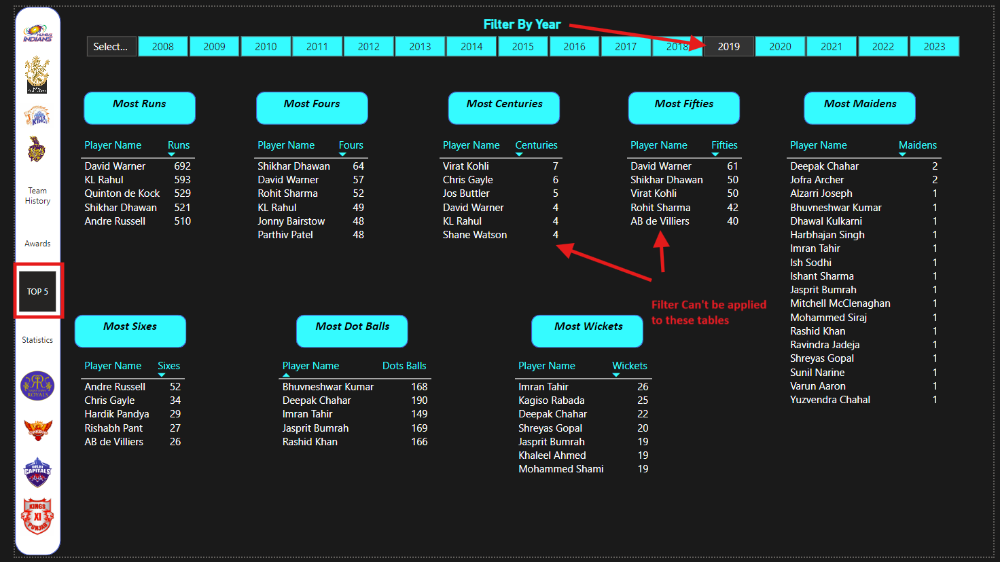 Filter By Year
Select... 2008 2009 2010 2011 2012 2013 2014 2015 2016 2017 2018 2019 2020 2021 2022 2023
MUMBAI
INDIANS
SUPER
KINGS
Team
History
Awards
TOP 5
Statistics
RR
ROYALS
DELHI
CAPITALS
KINGS
XI
PUNJAB
Most Runs
Player Name Runs
David Warner 692
KL Rahul 593
Quinton de Kock 529
Shikhar Dhawan 521
Andre Russell 510
Most Fours
Player Name Fours
Shikhar Dhawan 64
David Warner 57
Rohit Sharma 52
KL Rahul 49
Jonny Bairstow 48
Parthiv Patel 48
Most Centuries
Player Name Centuries
Virat Kohli 7
Chris Gayle 6
Jos Buttler 5
David Warner 4
KL Rahul 4
Shane Watson 4
Most Fifties
Player Name Fifties
David Warner 61
Shikhar Dhawan 50
Virat Kohli 50
Rohit Sharma 42
AB de Villiers 40
Filter Can't be applied
to these tables
Most Maidens
Player Name Maidens
Deepak Chahar 2
Jofra Archer 2
Alzarri Joseph 1
Bhuvneshwar Kumar 1
Dhawal Kulkarni 1
Harbhajan Singh 1
Imran Tahir 1
Ish Sodhi 1
Ishant Sharma 1
Jasprit Bumrah 1
Mitchell McClenaghan 1
Mohammed Siraj 1
Rashid Khan 1
Ravindra Jadeja 1
Shreyas Gopal 1
Sunil Narine 1
Varun Aaron 1
Yuzvendra Chahal 1
Most Sixes
Player Name Sixes
Andre Russell 52
Chris Gayle 34
Hardik Pandya 29
Rishabh Pant 27
AB de Villiers 26
Most Dot Balls
Player Name Dots Balls
Bhuvneshwar Kumar 168
Deepak Chahar 190
Imran Tahir 149
Jasprit Bumrah 169
Rashid Khan 166
Most Wickets
Player Name Wickets
Imran Tahir 26
Kagiso Rabada 25
Deepak Chahar 22
Shreyas Gopal 20
Jasprit Bumrah 19
Khaleel Ahmed 19
Mohammed Shami 19